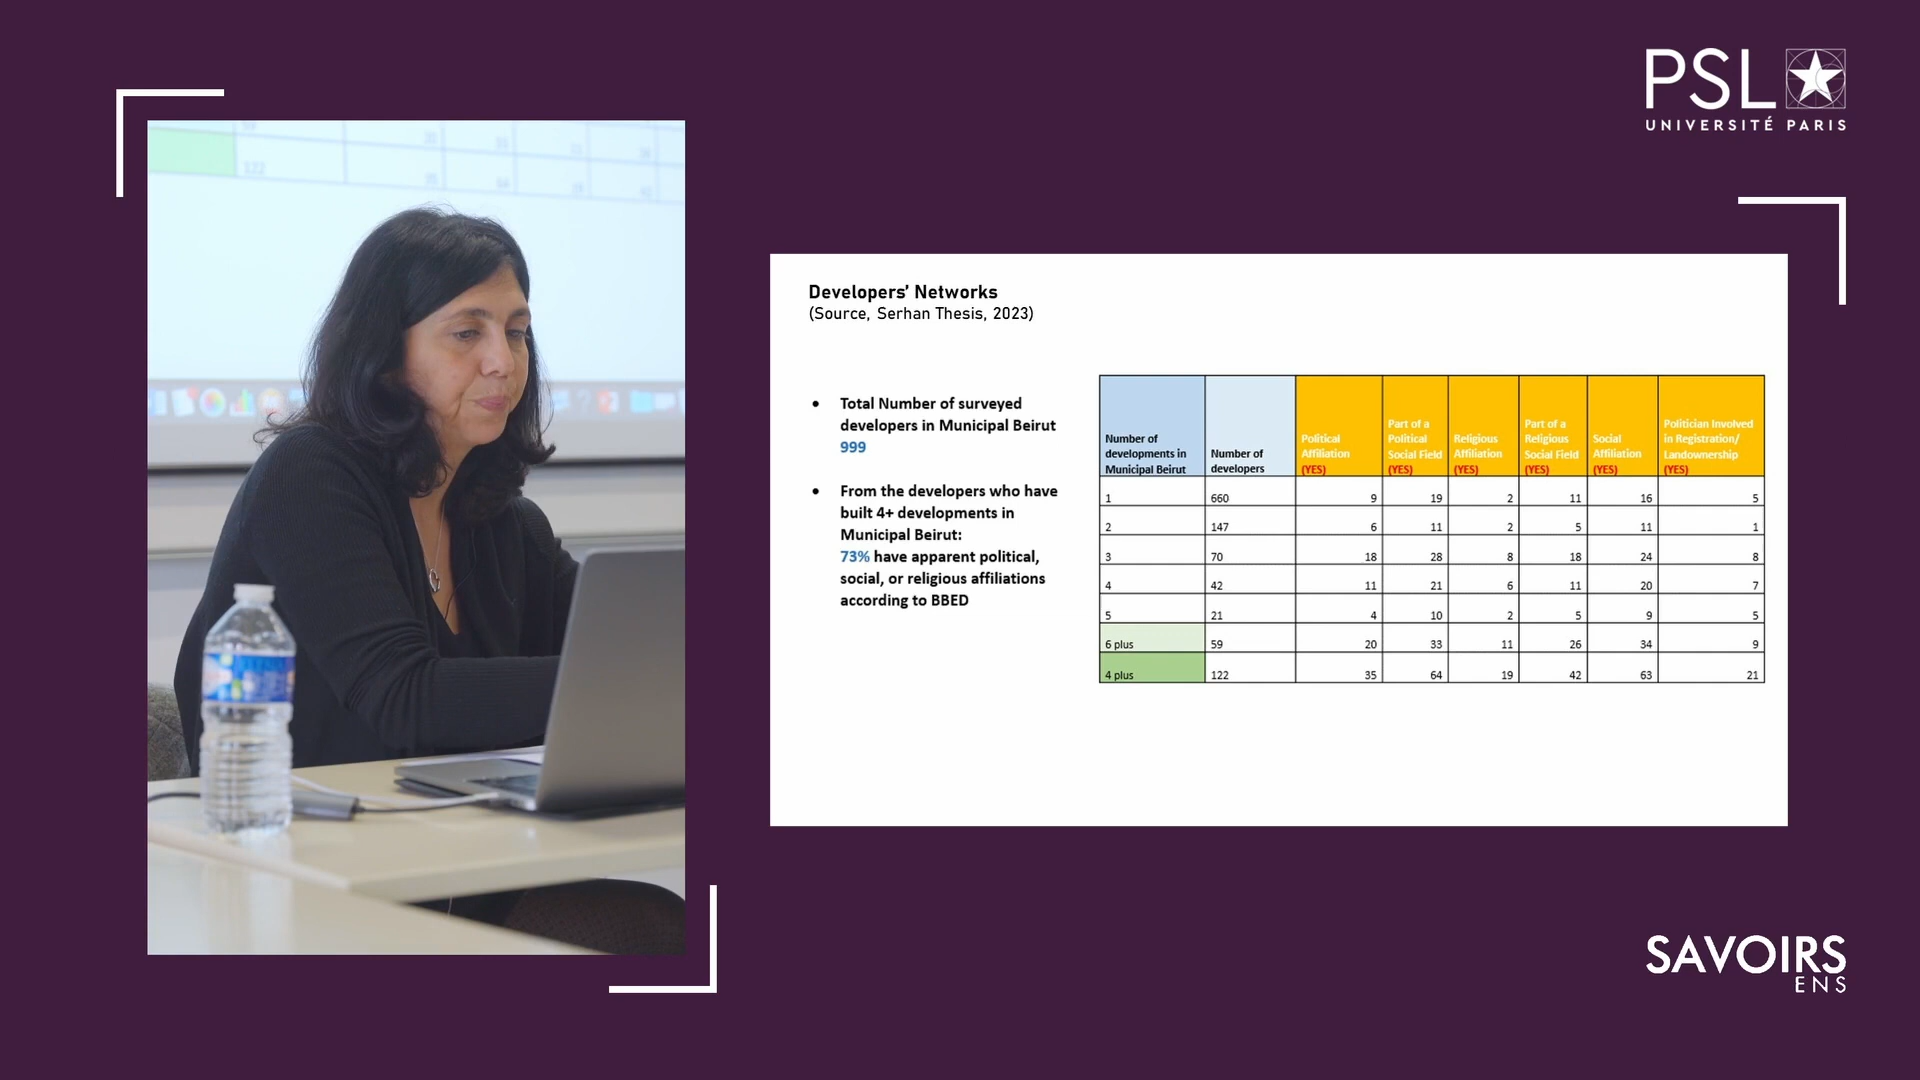 PSL
UNIVERSITÉ PARIS
122
Developers' Networks
(Source, Serhan Thesis, 2023)
• Total Number of surveyed
developers in Municipal Beirut
999
• From the developers who have
built 4+ developments in
Municipal Beirut:
73% have apparent political,
social, or religious affiliations
according to BBED
Number of developments in Municipal Beirut | Number of developers | Political Affiliation (YES) | Part of a Political Social Field (YES) | Religious Affiliation (YES) | Part of a Religious Social Field (YES) | Social Affiliation (YES) | Politician Involved in Registration/ Landownership (YES)
1 660 9 19 2 11 16 5
2 147 6 11 2 5 11 1
3 70 18 28 8 18 24 8
4 42 11 21 6 11 20 7
5 21 4 10 2 5 9 5
6 plus 59 20 33 11 26 34 9
4 plus 122 35 64 19 42 63 21
SAVOIRS
ENS